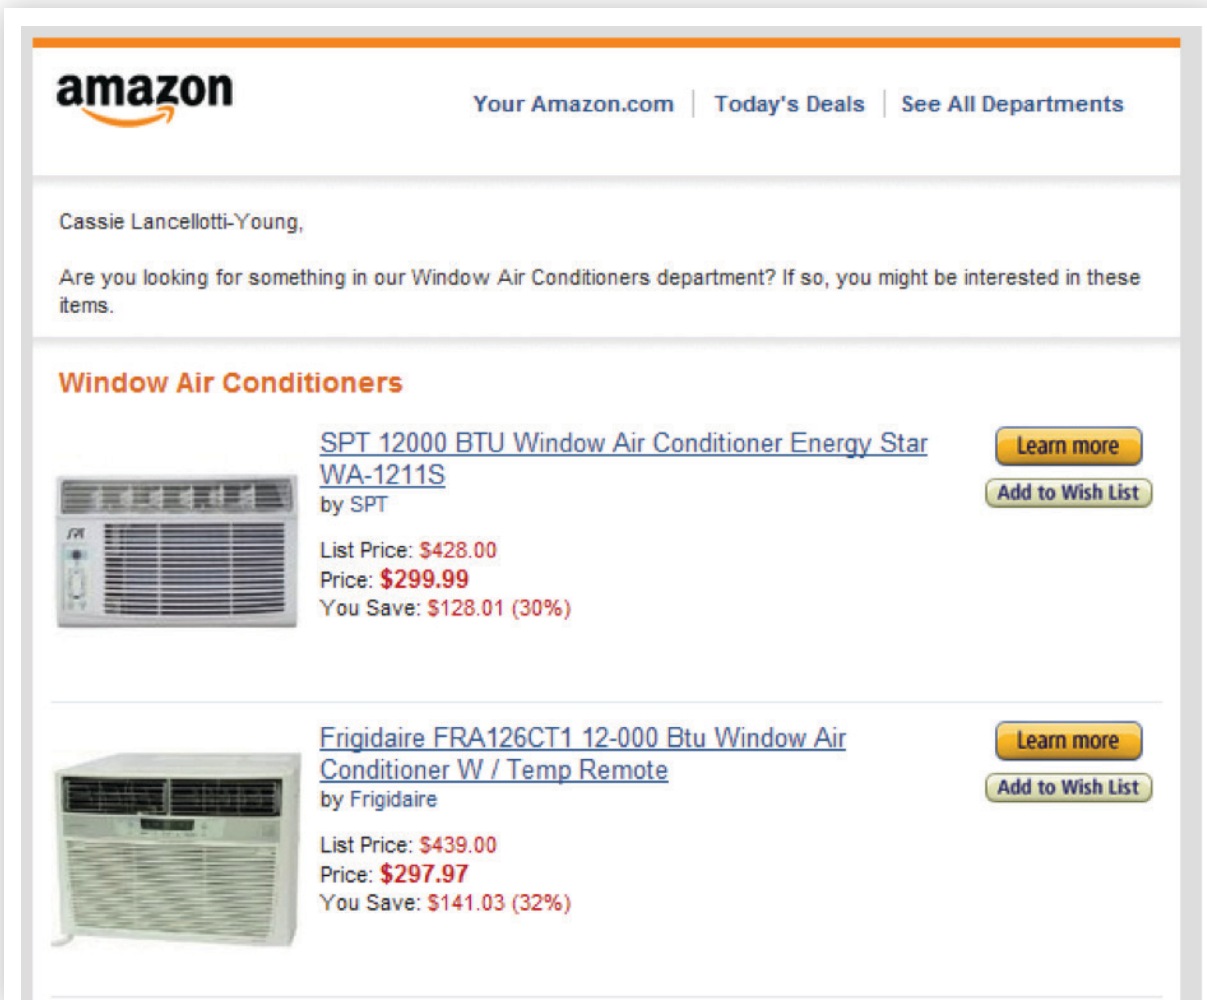 amazon
Your Amazon.com | Today's Deals | See All Departments
Cassie Lancellotti-Young,
Are you looking for something in our Window Air Conditioners department? If so, you might be interested in these
items.
Window Air Conditioners
SPT 12000 BTU Window Air Conditioner Energy Star
WA-1211S
by SPT
List Price: $428.00
Price: $299.99
You Save: $128.01 (30%)
Learn more
Add to Wish List
SPT
Frigidaire FRA126CT1 12-000 Btu Window Air
Conditioner W / Temp Remote
by Frigidaire
List Price: $439.00
Price: $297.97
You Save: $141.03 (32%)
Learn more
Add to Wish List